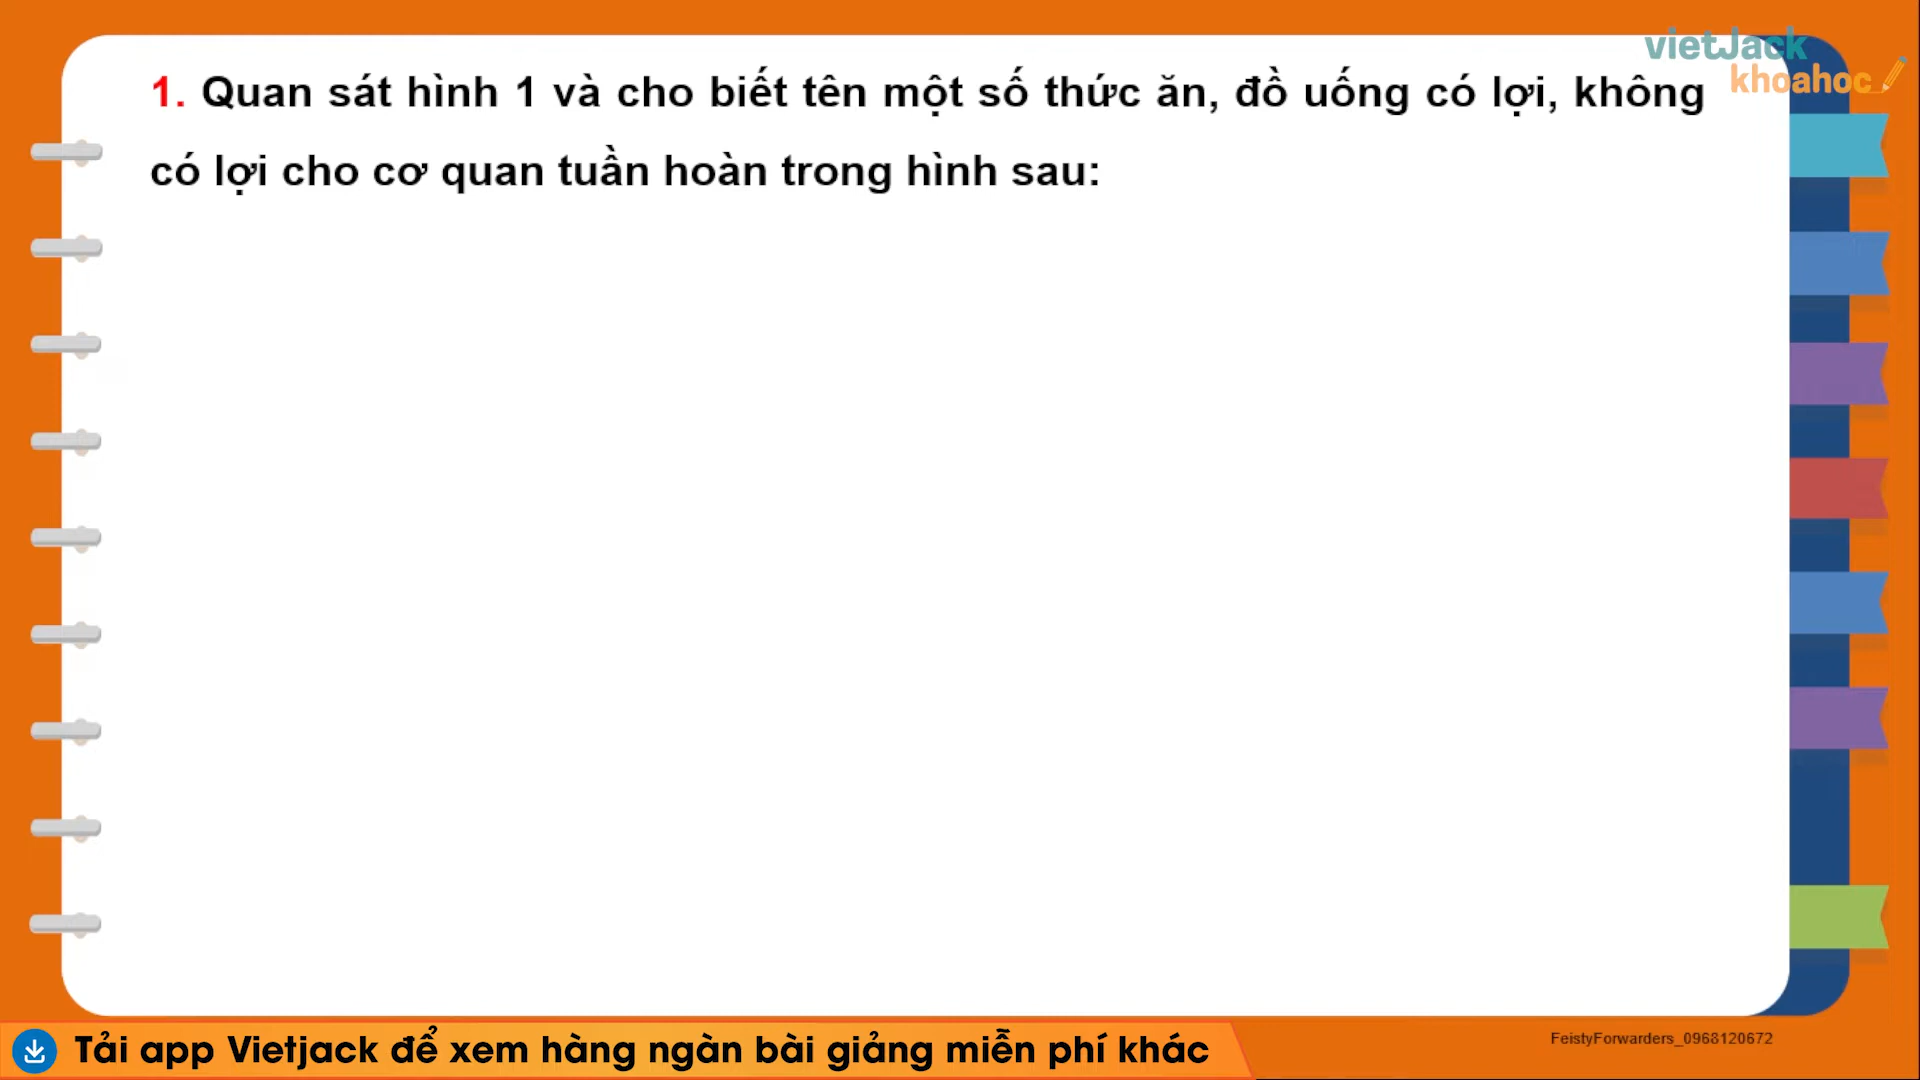 vietJack
khoahoc
1. Quan sát hình 1 và cho biết tên một số thức ăn, đồ uống có lợi, không
có lợi cho cơ quan tuần hoàn trong hình sau:
Tải app Vietjack để xem hàng ngàn bài giảng miễn phí khác
FeistyForwarders_0968120672